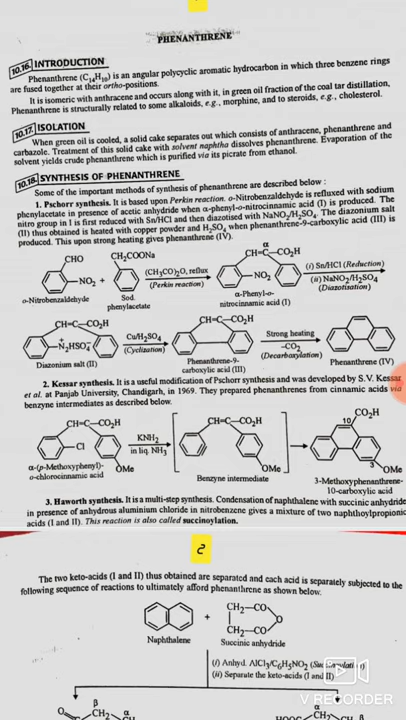 PHENANTHRENE
10.16. INTRODUCTION
Phenanthrene (C14H10) is an angular polycyclic aromatic hydrocarbon in which three benzene rings
are fused together at their ortho-positions.
It is isomeric with anthracene and occurs along with it, in green oil fraction of the coal tar distillation,
Phenanthrene is structurally related to some alkaloids, e.g., morphine, and to steroids, e.g., cholesterol.
10.17. ISOLATION
When green oil is cooled, a solid cake separates out which consists of anthracene, phenanthrene and
carbazole. Treatment of this solid cake with solvent naphtha dissolves phenanthrene. Evaporation of the
solvent yields crude phenanthrene which is purified via its picrate from ethanol.
10.18. SYNTHESIS OF PHENANTHRENE
Some of the important methods of synthesis of phenanthrene are described below :
1. Pschorr synthesis. It is based upon Perkin reaction. o-Nitrobenzaldehyde is refluxed with sodium
phenylacetate in presence of acetic anhydride when α-phenyl-o-nitrocinnamic acid (I) is produced. The
nitro group in I is first reduced with Sn/HCl and then diazotised with NaNO2/H2SO4. The diazonium salt
(II) thus obtained is heated with copper powder and H2SO4 when phenanthrene-9-carboxylic acid (III) is
produced. This upon strong heating gives phenanthrene (IV).
CHO CH2COONa α CH=C—CO2H
NO2 + (CH3)2O, reflux (Perkin reaction) NO2 (i) Sn/HCl (Reduction) (ii) NaNO2/H2SO4 (Diazotisation)
o-Nitrobenzaldehyde Sod. phenylacetate α-Phenyl-o-nitrocinnamic acid (I)
CH=C—CO2H CH=C—CO2H
+ N2HSO4 Cu/H2SO4 (Cyclization) Strong heating –CO2 (Decarboxylation)
Diazonium salt (II) Phenanthrene-9-carboxylic acid (III) Phenanthrene (IV)
2. Kessar synthesis. It is a useful modification of Pschorr synthesis and was developed by S.V. Kessar
et al. at Panjab University, Chandigarh, in 1969. They prepared phenanthrenes from cinnamic acids via
benzyne intermediates as described below.
CH=C—CO2H CH=C—CO2H CO2H
10
Cl KNH2 in liq. NH3
OMe OMe 3 OMe
α-(p-Methoxyphenyl)-o-chlorocinnamic acid Benzyne intermediate 3-Methoxyphenanthrene-10-carboxylic acid
3. Haworth synthesis. It is a multi-step synthesis. Condensation of naphthalene with succinic anhydride
in presence of anhydrous aluminium chloride in nitrobenzene gives a mixture of two naphthoylpropionic
acids (I and II). This reaction is also called succinoylation.
2
The two keto-acids (I and II) thus obtained are separated and each acid is separately subjected to the
following sequence of reactions to ultimately afford phenanthrene as shown below.
CH2—CO
+ O
CH2—CO
Naphthalene Succinic anhydride
(i) Anhyd. AlCl3/C6H5NO2 (Succinoylation)
(ii) Separate the keto-acids (I and II)
β α
O CH2 CH2 β
HOOC
V RECORDER